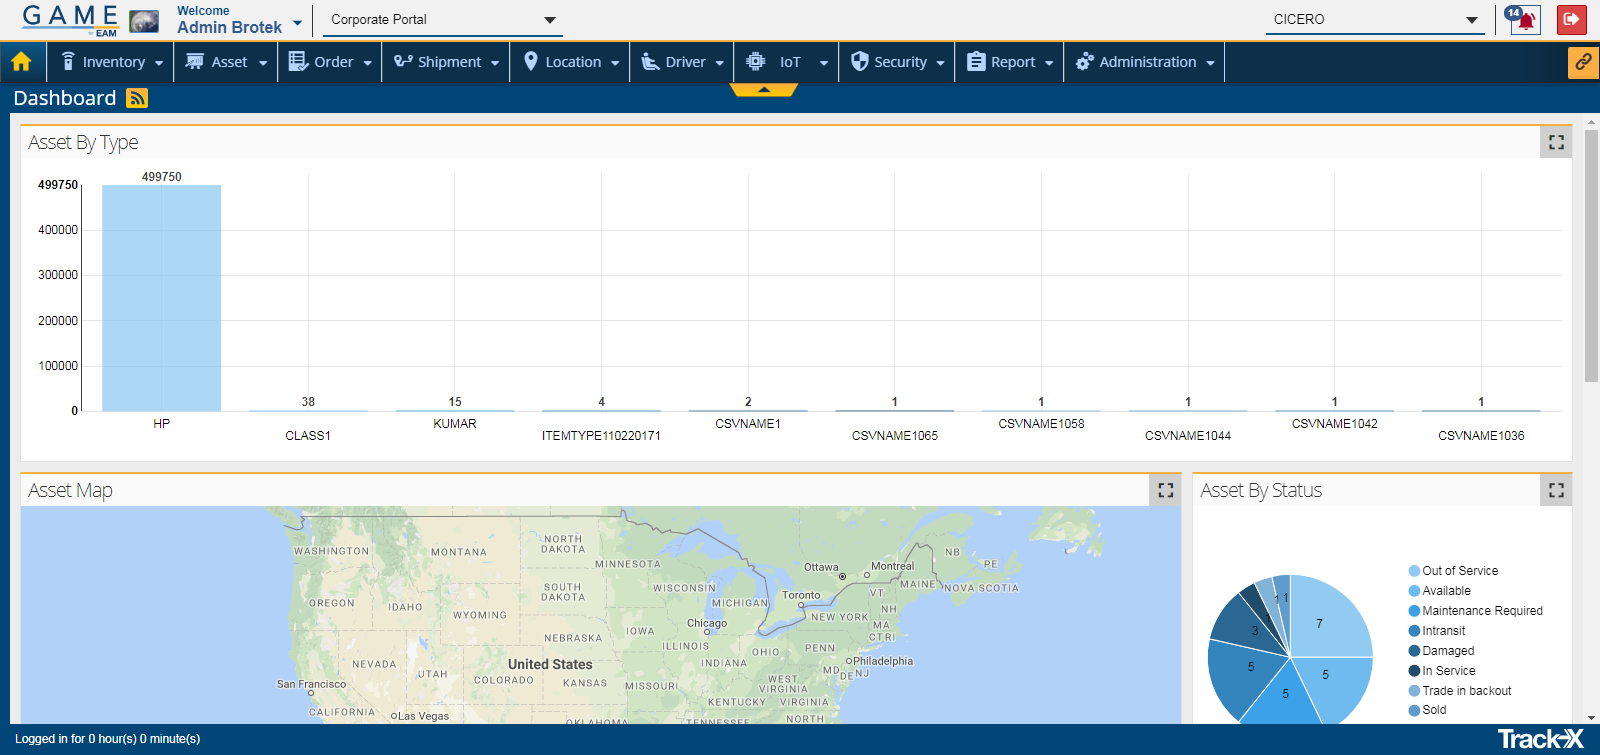 GAME
by EAM
Welcome
Admin Brotek
Corporate Portal
CICERO
14
Inventory
Asset
Order
Shipment
Location
Driver
IoT
Security
Report
Administration
Dashboard
Asset By Type
499750
499750
400000
300000
200000
100000
0
38
15
4
2
1
1
1
1
1
HP
CLASS1
KUMAR
ITEMTYPE110220171
CSVNAME1
CSVNAME1065
CSVNAME1058
CSVNAME1044
CSVNAME1042
CSVNAME1036
Asset Map
WASHINGTON
MONTANA
NORTH
DAKOTA
MINNESOTA
Ottawa
Montreal
NB
PE
MAINE
NOVA SCOTIA
OREGON
IDAHO
WYOMING
SOUTH
DAKOTA
WISCONSIN
MICHIGAN
Toronto
VT
NH
NEW YORK
MA
CT
RI
Chicago
IOWA
NEBRASKA
ILLINOIS
INDIANA
OHIO
PENN
Philadelphia
MD
DE
NJ
NEVADA
UTAH
COLORADO
United States
KANSAS
MISSOURI
WEST
VIRGINIA
KENTUCKY
VIRGINIA
San Francisco
CALIFORNIA
Las Vegas
OKLAHOMA
TENNESSEE
NORTH
Asset By Status
7
5
5
5
3
1
1
1
Out of Service
Available
Maintenance Required
Intransit
Damaged
In Service
Trade in backout
Sold
Logged in for 0 hour(s) 0 minute(s)
Track-X